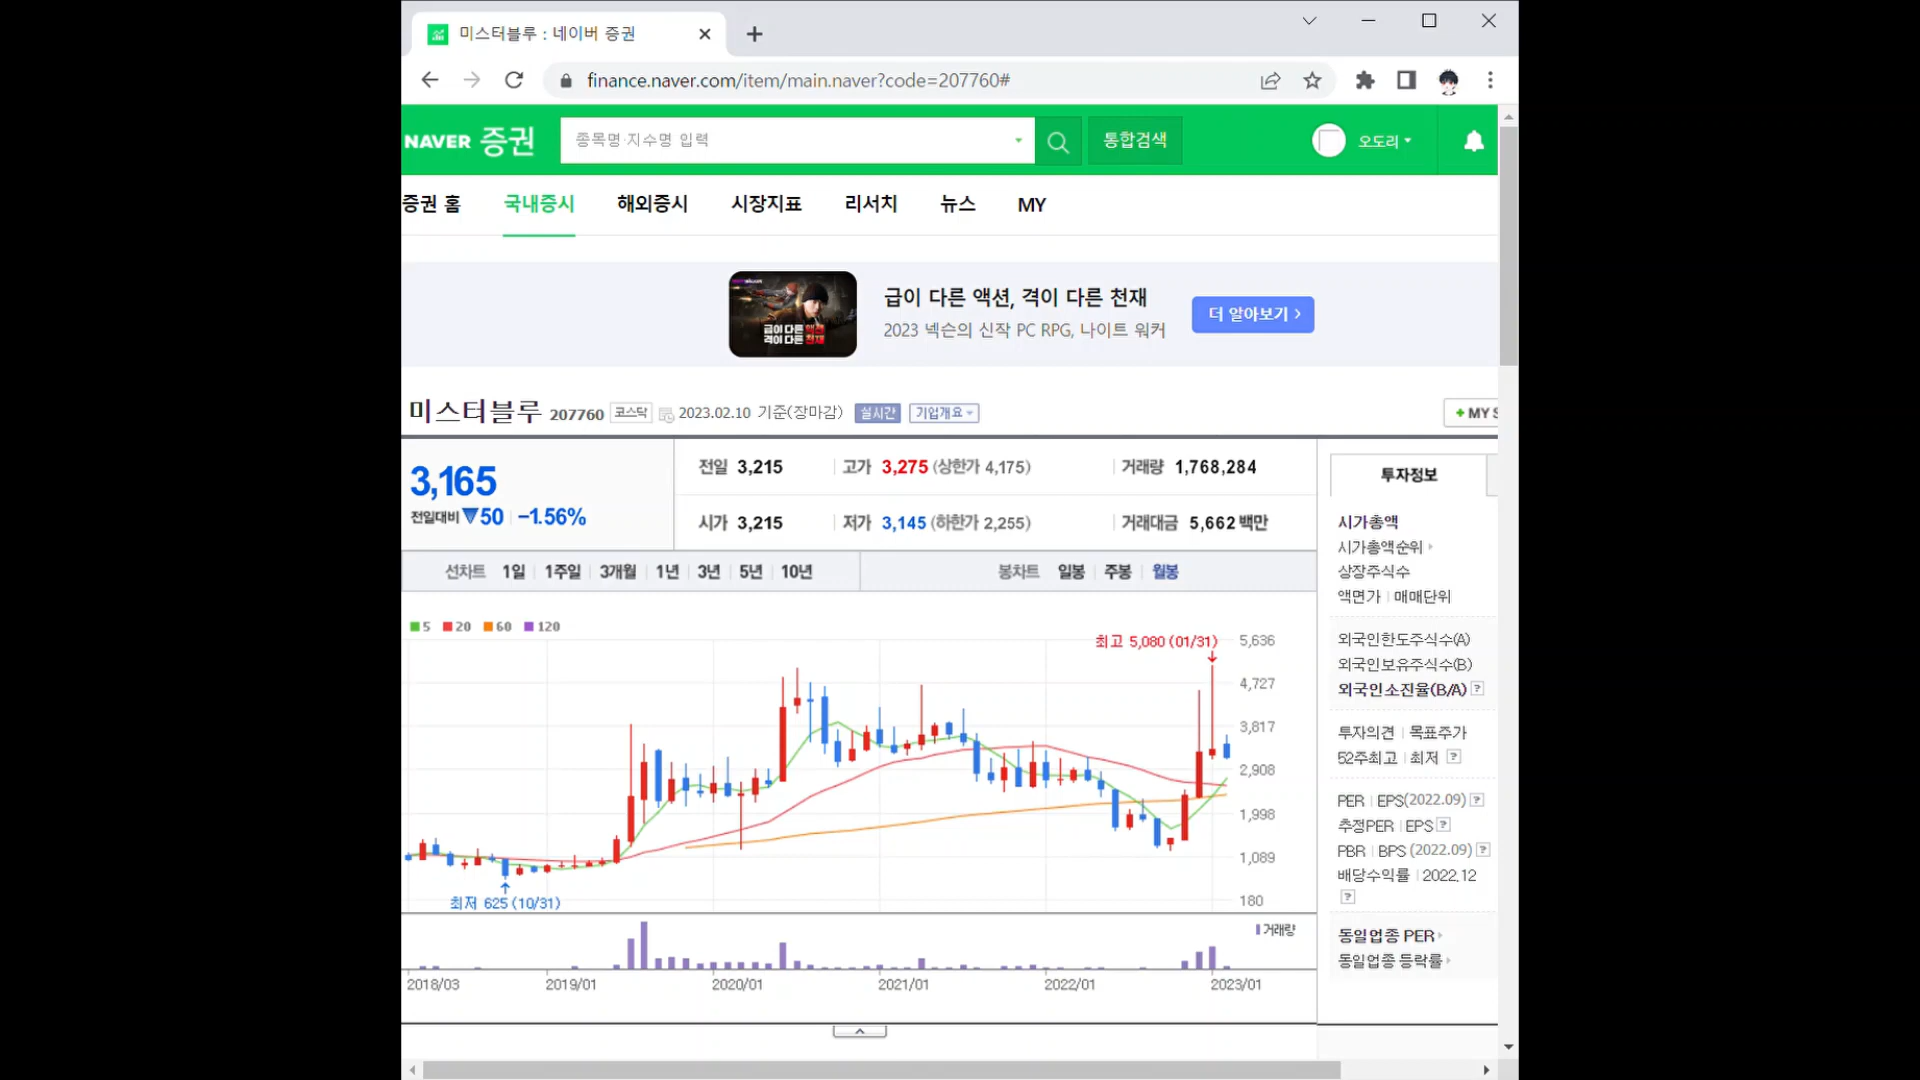 미스터블루 : 네이버 증권
finance.naver.com/item/main.naver?code=207760#
NAVER 증권
종목명·지수명 입력
통합검색
오도리
증권 홈 국내증시 해외증시 시장지표 리서치 뉴스 MY
급이 다른 액션
격이 다른 천재
급이 다른 액션, 격이 다른 천재
2023 넥슨의 신작 PC RPG, 나이트 워커
더 알아보기
미스터블루 207760 코스닥 2023.02.10 기준(장마감) 실시간 기업개요
+ MY S
3,165
전일대비 ▼50 -1.56%
전일 3,215 고가 3,275 (상한가 4,175) 거래량 1,768,284
시가 3,215 저가 3,145 (하한가 2,255) 거래대금 5,662 백만
선차트 1일 1주일 3개월 1년 3년 5년 10년 봉차트 일봉 주봉 월봉
5 20 60 120
최고 5,080 (01/31)
5,636
4,727
3,817
2,908
1,998
1,089
180
최저 625 (10/31)
거래량
2018/03 2019/01 2020/01 2021/01 2022/01 2023/01
투자정보
시가총액
시가총액순위
상장주식수
액면가 | 매매단위
외국인한도주식수(A)
외국인보유주식수(B)
외국인소진율(B/A) ?
투자의견 | 목표주가
52주최고 | 최저 ?
PER | EPS(2022.09) ?
추정PER | EPS ?
PBR | BPS (2022.09) ?
배당수익률 | 2022.12
?
동일업종 PER
동일업종 등락률